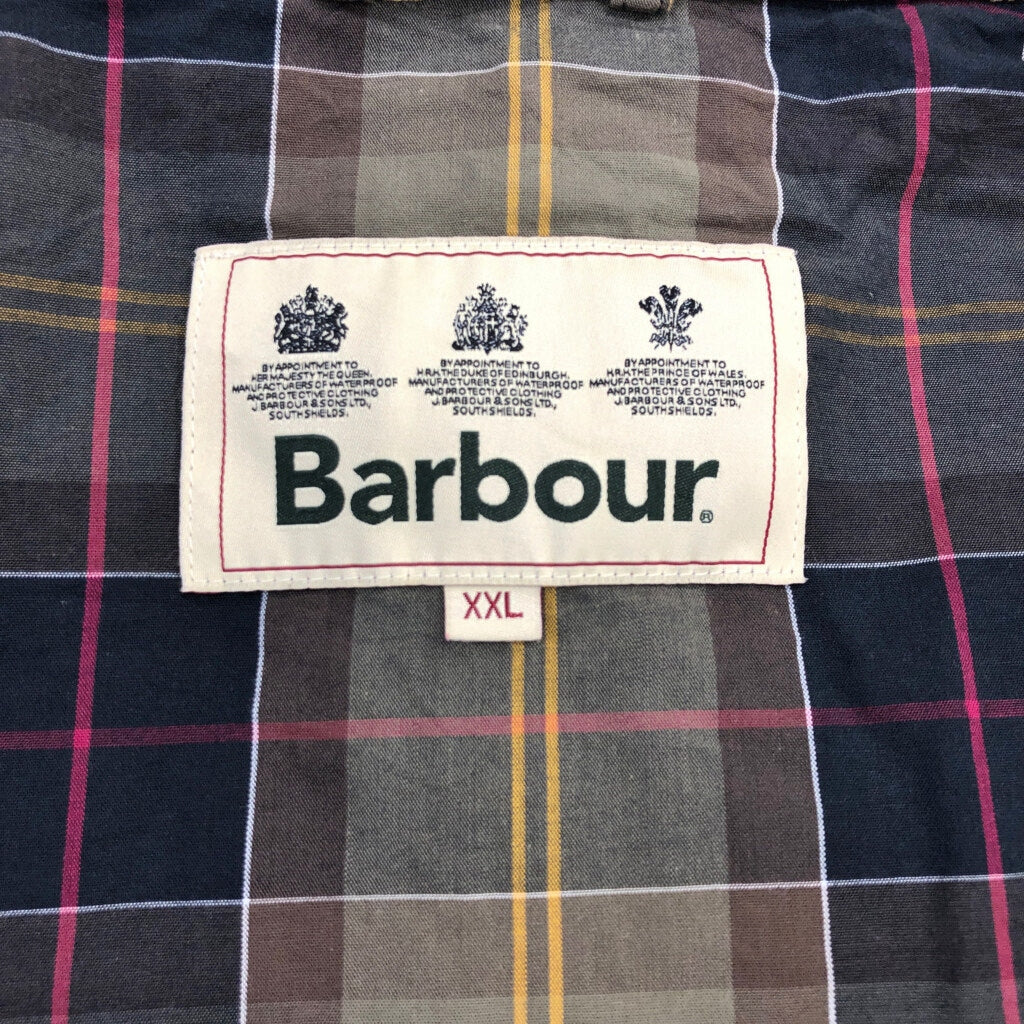 BY APPOINTMENT TO
HER MAJESTY THE QUEEN.
MANUFACTURERS OF WATERPROOF
AND PROTECTIVE CLOTHING
J. BARBOUR & SONS LTD.,
SOUTH SHIELDS.
BY APPOINTMENT TO
H.R.H. THE DUKE OF EDINBURGH.
MANUFACTURERS OF WATERPROOF
AND PROTECTIVE CLOTHING
J. BARBOUR & SONS LTD.,
SOUTH SHIELDS.
BY APPOINTMENT TO
H.R.H. THE PRINCE OF WALES.
MANUFACTURERS OF WATERPROOF
AND PROTECTIVE CLOTHING
J. BARBOUR & SONS LTD.,
SOUTH SHIELDS.
Barbour®
XXL